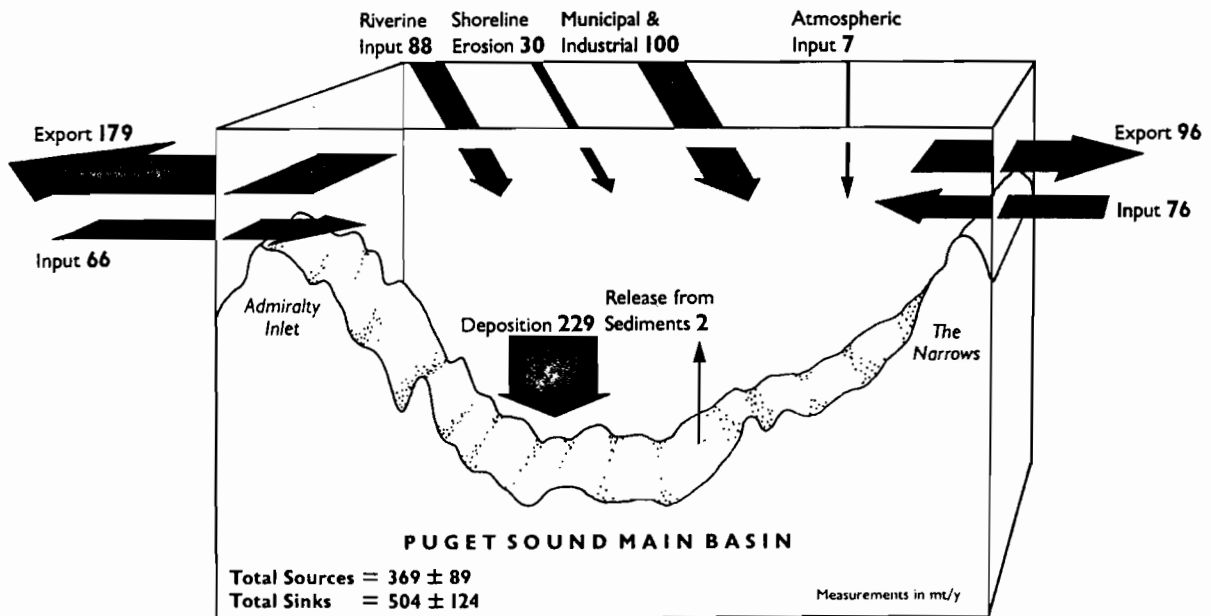 Riverine
Input 88
Shoreline
Erosion 30
Municipal &
Industrial 100
Atmospheric
Input 7
Export 179
Export 96
Input 76
Input 66
Admiralty
Inlet
Deposition 229
Release from
Sediments 2
The
Narrows
PUGET SOUND MAIN BASIN
Total Sources = 369 ± 89
Total Sinks = 504 ± 124
Measurements in mt/y